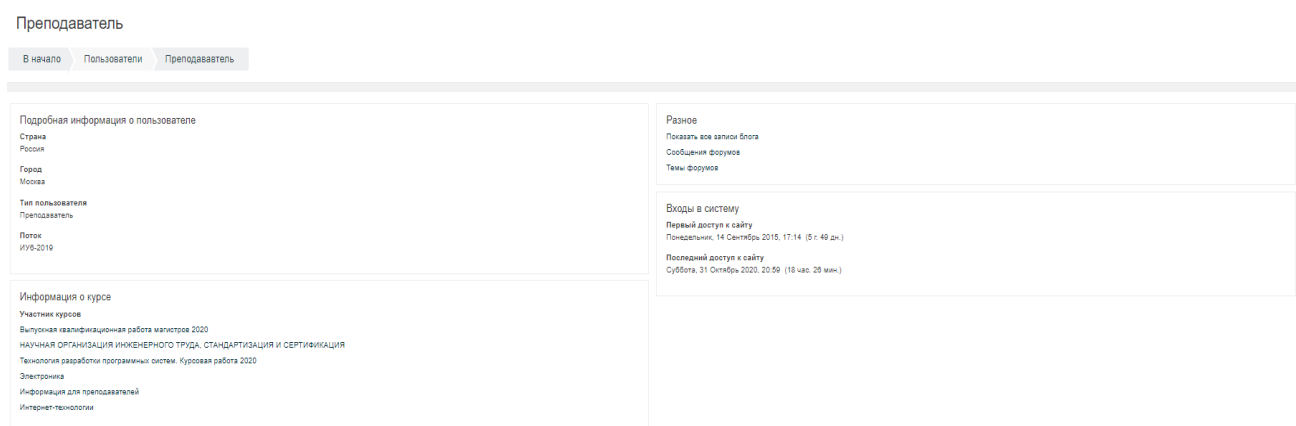 Преподаватель
В начало Пользователи Преподававтель
Подробная информация о пользователе
Страна
Россия
Город
Москва
Тип пользователя
Преподаватель
Поток
ИУ6-2019
Информация о курсе
Участник курсов
Выпускная квалификационная работа магистров 2020
НАУЧНАЯ ОРГАНИЗАЦИЯ ИНЖЕНЕРНОГО ТРУДА, СТАНДАРТИЗАЦИЯ И СЕРТИФИКАЦИЯ
Технология разработки программных систем. Курсовая работа 2020
Электроника
Информация для преподавателей
Интернет-технологии
Разное
Показать все записи блога
Сообщения форумов
Темы форумов
Входы в систему
Первый доступ к сайту
Понедельник, 14 Сентябрь 2015, 17:14 (5 г. 49 дн.)
Последний доступ к сайту
Суббота, 31 Октябрь 2020, 20:59 (18 час. 26 мин.)